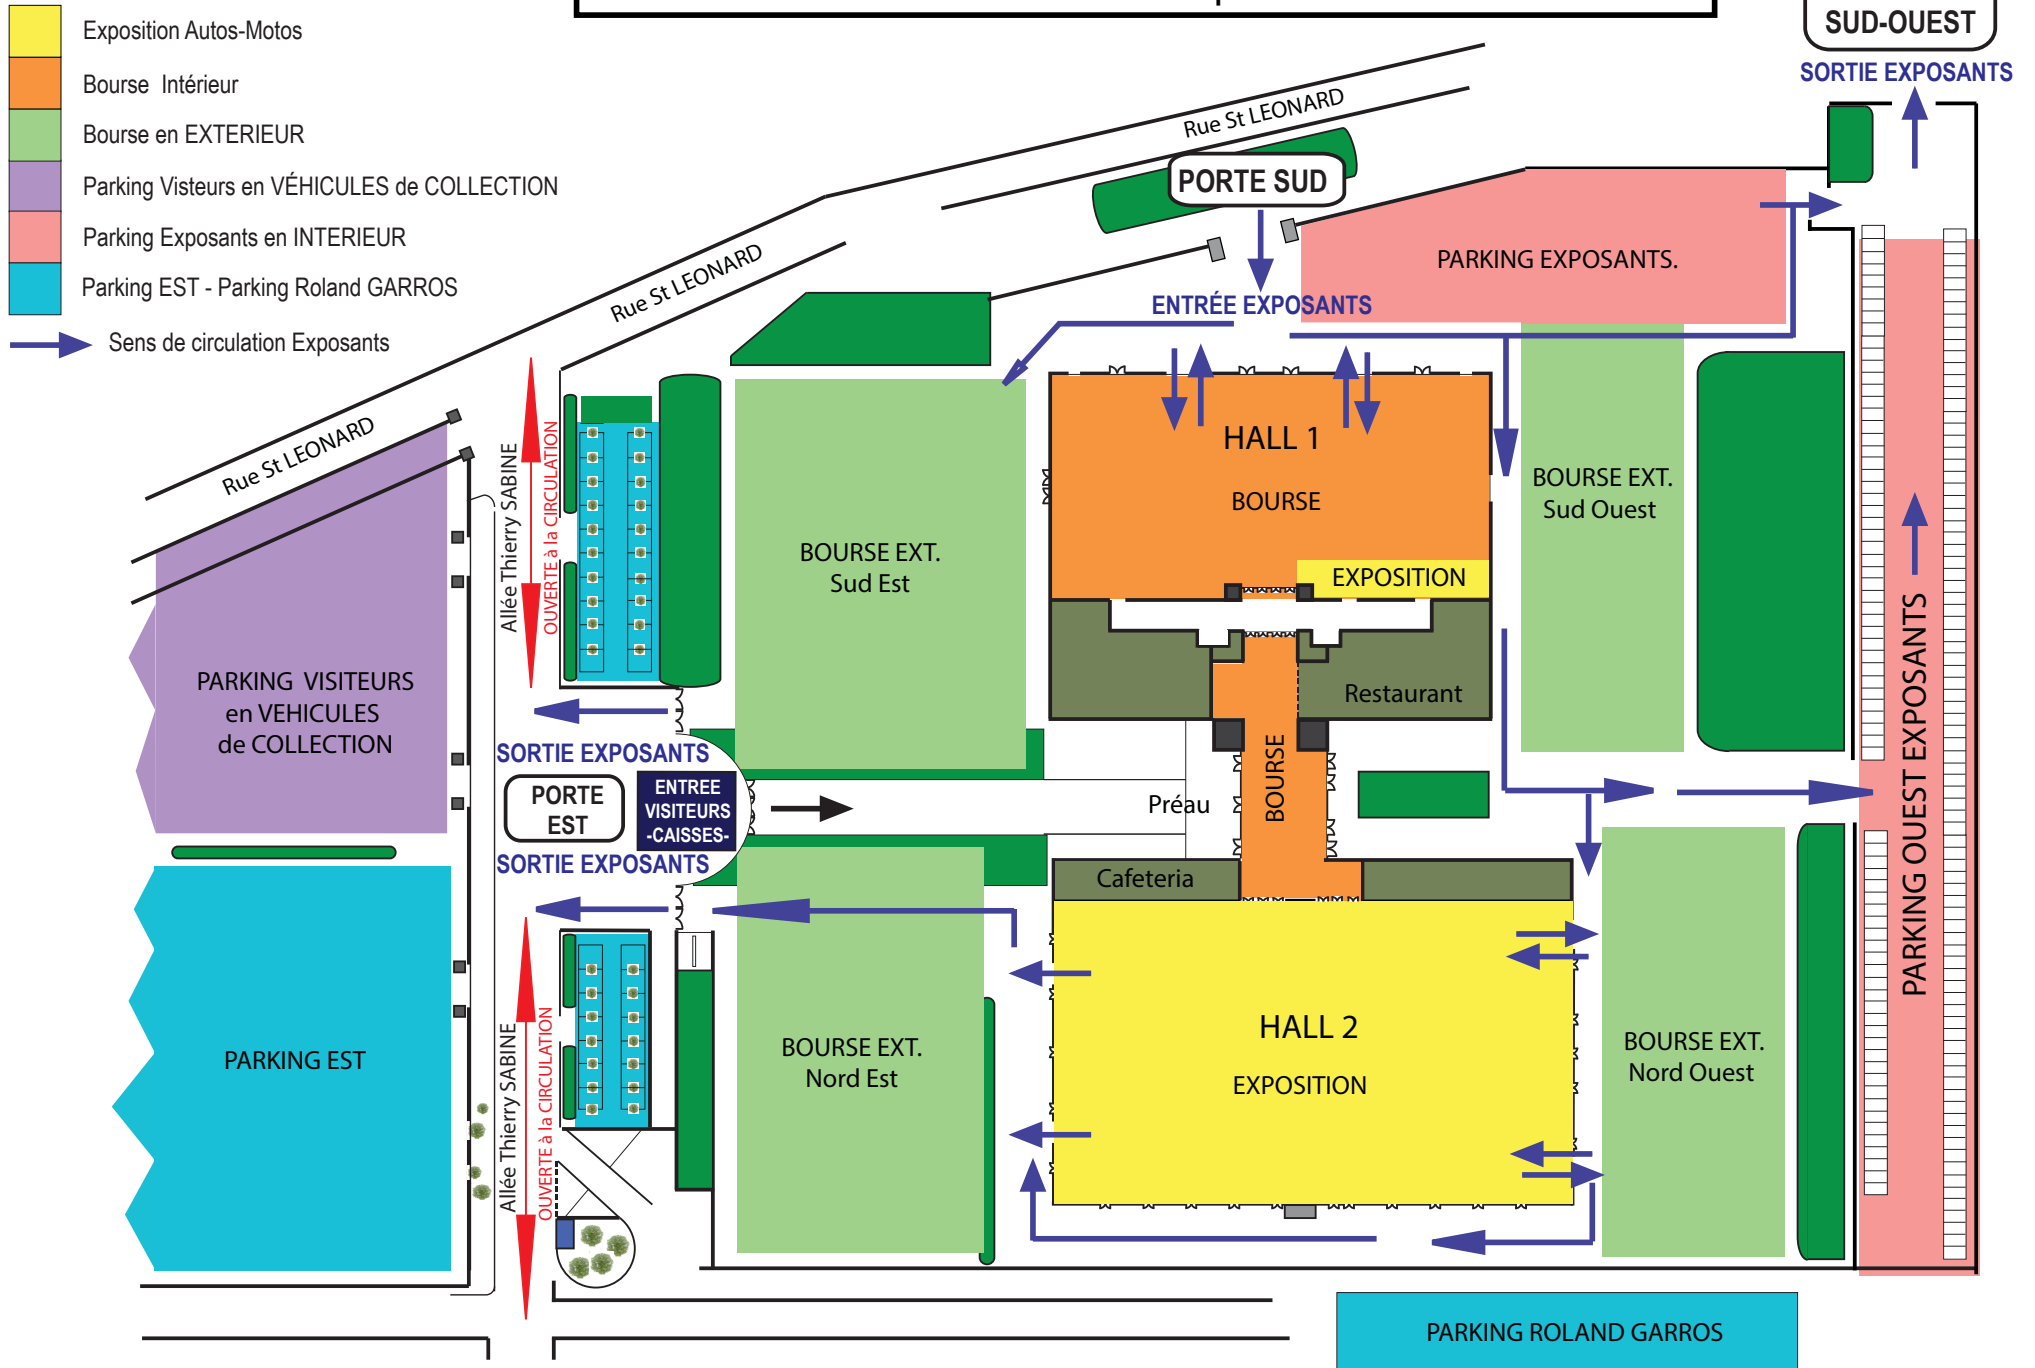 SUD-OUEST
SORTIE EXPOSANTS
Exposition Autos-Motos
Bourse Intérieur
Bourse en EXTERIEUR
Parking Visteurs en VÉHICULES de COLLECTION
Parking Exposants en INTERIEUR
Parking EST - Parking Roland GARROS
Sens de circulation Exposants
Rue St LEONARD
PORTE SUD
Rue St LEONARD
PARKING EXPOSANTS.
ENTRÉE EXPOSANTS
Rue St LEONARD
Allée Thierry SABINE
OUVERTE à la CIRCULATION
HALL 1
BOURSE
EXPOSITION
BOURSE EXT.
Sud Ouest
BOURSE EXT.
Sud Est
PARKING VISITEURS
en VEHICULES
de COLLECTION
Restaurant
SORTIE EXPOSANTS
PORTE
EST
ENTREE
VISITEURS
-CAISSES-
Préau
BOURSE
PARKING OUEST EXPOSANTS
SORTIE EXPOSANTS
Cafeteria
HALL 2
EXPOSITION
BOURSE EXT.
Nord Est
BOURSE EXT.
Nord Ouest
PARKING EST
Allée Thierry SABINE
OUVERTE à la CIRCULATION
PARKING ROLAND GARROS